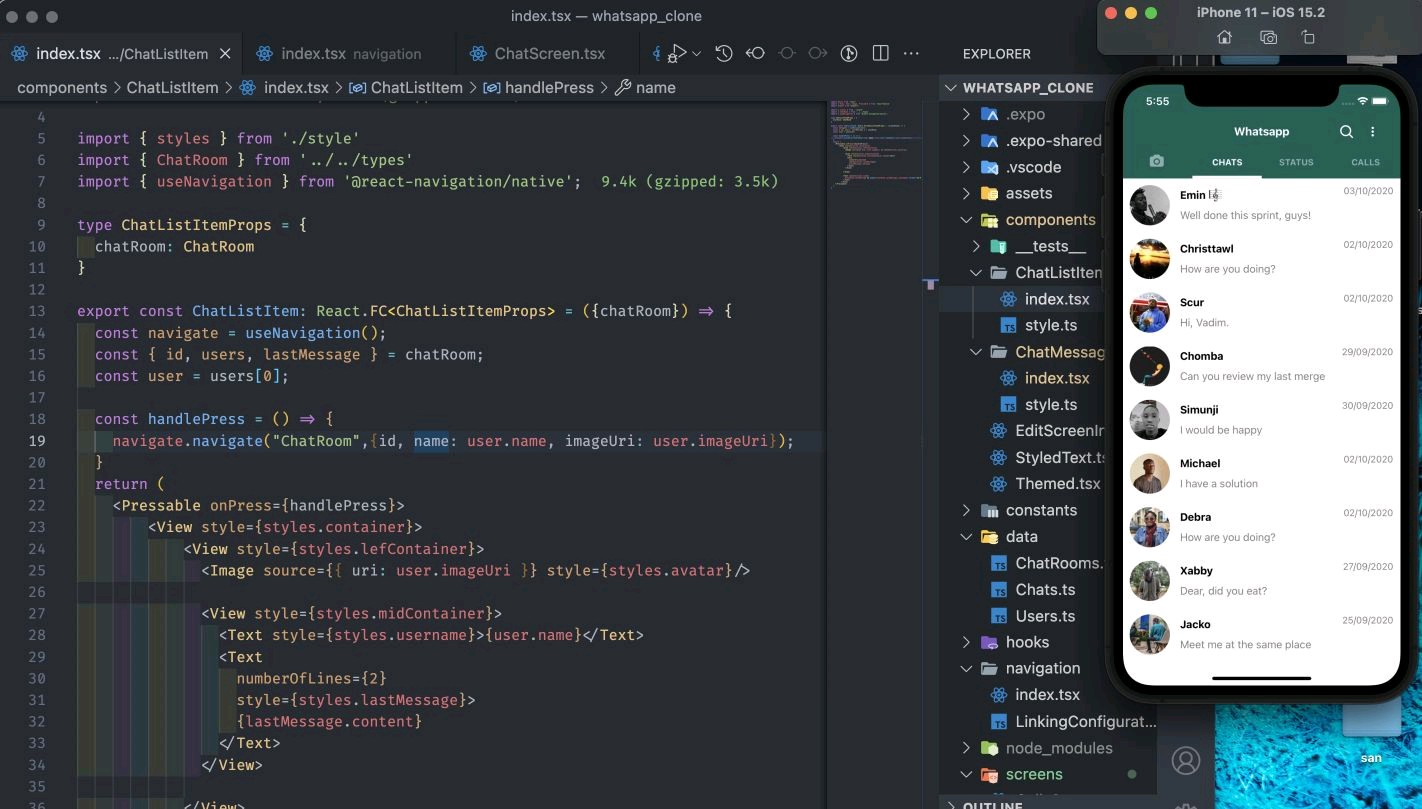 index.tsx — whatsapp_clone
index.tsx .../ChatListItem
index.tsx navigation
ChatScreen.tsx
components > ChatListItem > index.tsx > ChatListItem > handlePress > name
4
5 import { styles } from './style'
6 import { ChatRoom } from '../../types'
7 import { useNavigation } from '@react-navigation/native'; 9.4k (gzipped: 3.5k)
8
9 type ChatListItemProps = {
10 chatRoom: ChatRoom
11 }
12
13 export const ChatListItem: React.FC<ChatListItemProps> = ({chatRoom}) => {
14 const navigate = useNavigation();
15 const { id, users, lastMessage } = chatRoom;
16 const user = users[0];
17
18 const handlePress = () => {
19 navigate.navigate("ChatRoom",{id, name: user.name, imageUri: user.imageUri});
20 }
21 return (
22 <Pressable onPress={handlePress}>
23 <View style={styles.container}>
24 <View style={styles.lefContainer}>
25 <Image source={{ uri: user.imageUri }} style={styles.avatar}/>
26
27 <View style={styles.midContainer}>
28 <Text style={styles.username}>{user.name}</Text>
29 <Text
30 numberOfLines={2}
31 style={styles.lastMessage}>
32 {lastMessage.content}
33 </Text>
34 </View>
35
36 </View>
EXPLORER
WHATSAPP_CLONE
.expo
.expo-shared
.vscode
assets
components
__tests__
ChatListIten
index.tsx
style.ts
ChatMessag
index.tsx
style.ts
EditScreenIr
StyledText.ts
Themed.tsx
constants
data
ChatRooms.
Chats.ts
Users.ts
hooks
navigation
index.tsx
LinkingConfigurat...
node_modules
screens
OUTLINE
iPhone 11 – iOS 15.2
5:55
Whatsapp
CHATS
STATUS
CALLS
Emin 🎼
03/10/2020
Well done this sprint, guys!
Christtawl
02/10/2020
How are you doing?
Scur
02/10/2020
Hi, Vadim.
Chomba
29/09/2020
Can you review my last merge
Simunji
30/09/2020
I would be happy
Michael
02/10/2020
I have a solution
Debra
02/10/2020
How are you doing?
Xabby
27/09/2020
Dear, did you eat?
Jacko
25/09/2020
Meet me at the same place
san